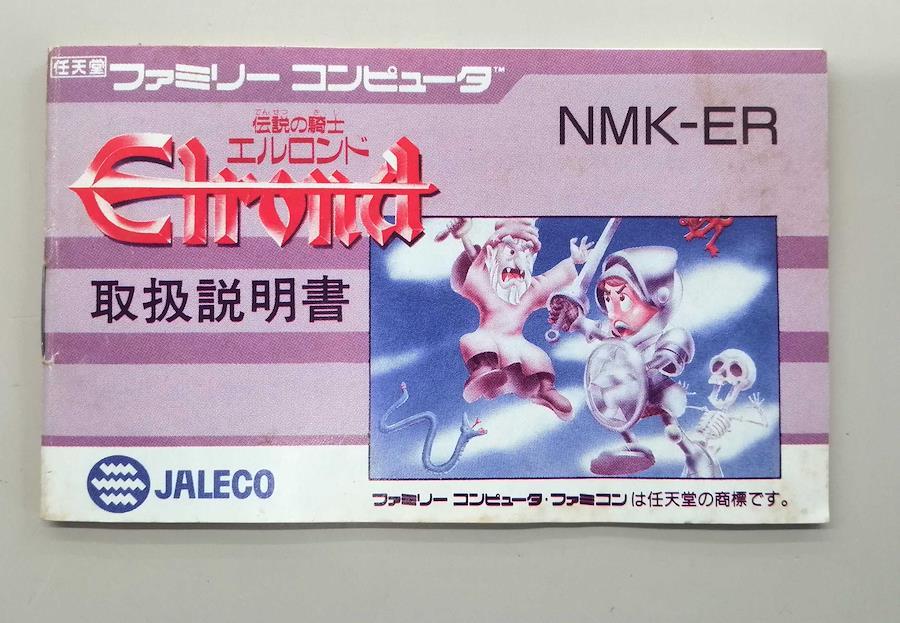 任天堂 ファミリー コンピュータ™
NMK-ER
でんせつ き し
伝説の騎士
エルロンド
Elrond
取扱説明書
JALECO
ファミリー コンピュータ・ファミコンは任天堂の商標です。